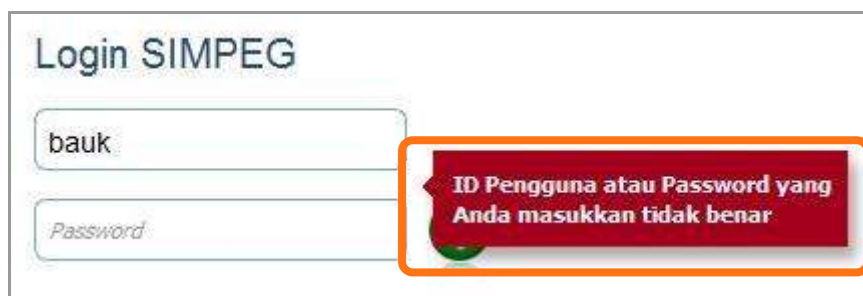 Login SIMPEG
bauk
ID Pengguna atau Password yang
Anda masukkan tidak benar
Password